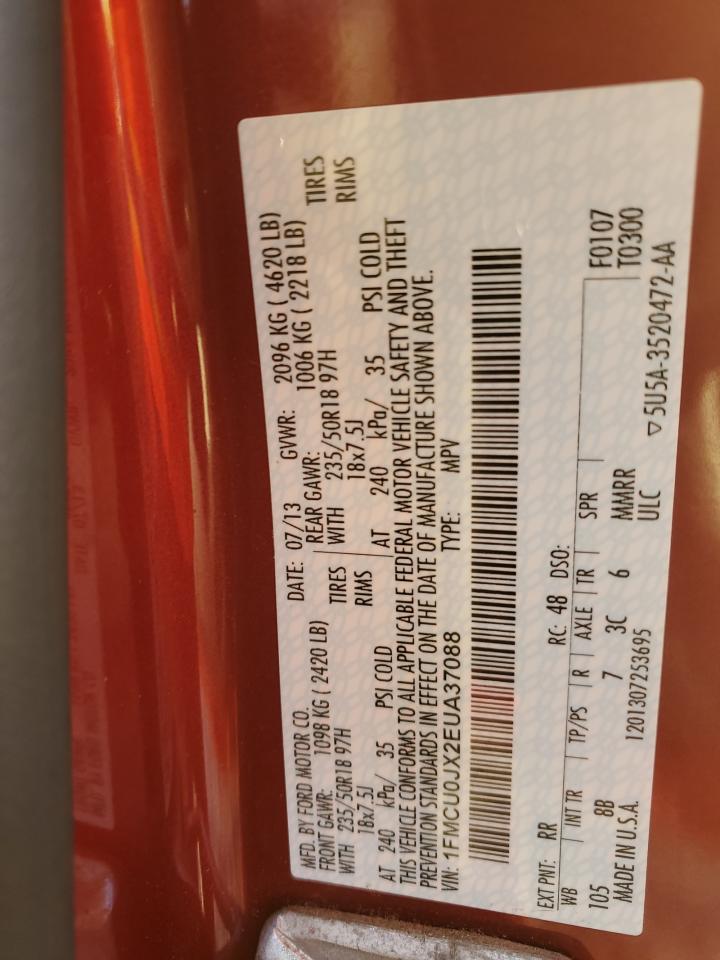 MFD. BY FORD MOTOR CO. DATE: 07/13 GVWR: 2096 KG ( 4620 LB)
FRONT GAWR: 1098 KG ( 2420 LB) REAR GAWR: 1006 KG ( 2218 LB)
WITH 235/50R18 97H TIRES WITH 235/50R18 97H TIRES
18x7.5J RIMS 18x7.5J RIMS
AT 240 kPa/ 35 PSI COLD AT 240 kPa/ 35 PSI COLD
THIS VEHICLE CONFORMS TO ALL APPLICABLE FEDERAL MOTOR VEHICLE SAFETY AND THEFT
PREVENTION STANDARDS IN EFFECT ON THE DATE OF MANUFACTURE SHOWN ABOVE.
VIN: 1FMCU0JX2EUA37088 TYPE: MPV
EXT PNT: RR RC: 48 DSO:
WB INT TR TP/PS R AXLE TR SPR F0107
105 8B 7 3C 6 MMRR T0300
MADE IN U.S.A. 1201307253695 ULC ▽5U5A-3520472-AA